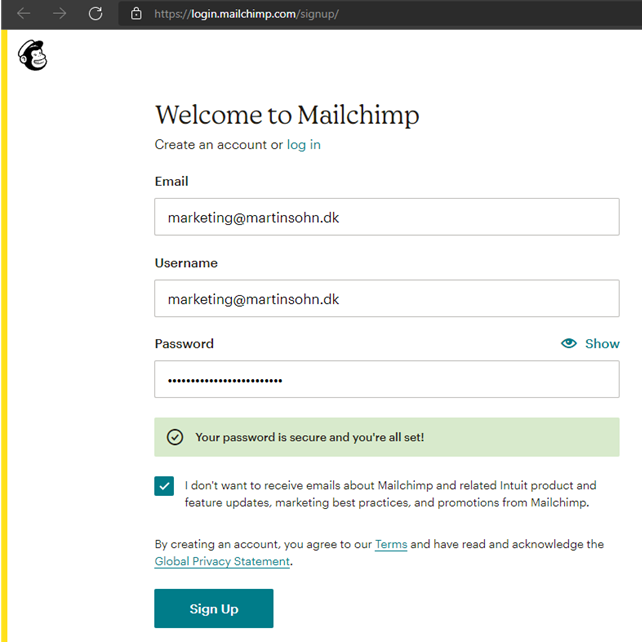 https://login.mailchimp.com/signup/
Welcome to Mailchimp
Create an account or log in
Email
marketing@martinsohn.dk
Username
marketing@martinsohn.dk
Password
Show
•••••••••••••••••••••••••
Your password is secure and you're all set!
I don't want to receive emails about Mailchimp and related Intuit product and
feature updates, marketing best practices, and promotions from Mailchimp.
By creating an account, you agree to our Terms and have read and acknowledge the
Global Privacy Statement.
Sign Up